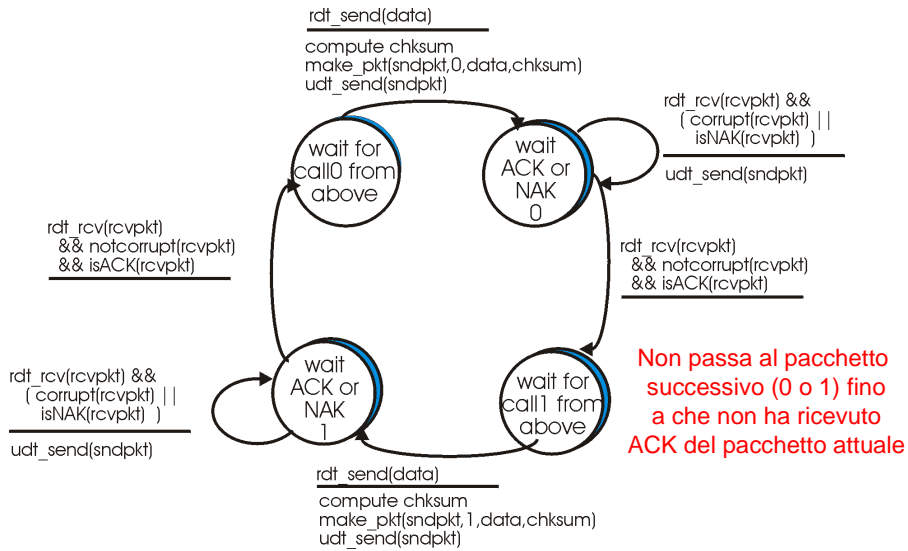 rdt_send(data)
compute chksum
make_pkt(sndpkt,0,data,chksum)
udt_send(sndpkt)
wait for
call0 from
above
wait
ACK or
NAK
0
rdt_rcv(rcvpkt) &&
( corrupt(rcvpkt) ||
isNAK(rcvpkt) )
udt_send(sndpkt)
rdt_rcv(rcvpkt)
&& notcorrupt(rcvpkt)
&& isACK(rcvpkt)
rdt_rcv(rcvpkt)
&& notcorrupt(rcvpkt)
&& isACK(rcvpkt)
wait
ACK or
NAK
1
wait for
call1 from
above
rdt_rcv(rcvpkt) &&
( corrupt(rcvpkt) ||
isNAK(rcvpkt) )
udt_send(sndpkt)
Non passa al pacchetto
successivo (0 o 1) fino
a che non ha ricevuto
ACK del pacchetto attuale
rdt_send(data)
compute chksum
make_pkt(sndpkt,1,data,chksum)
udt_send(sndpkt)